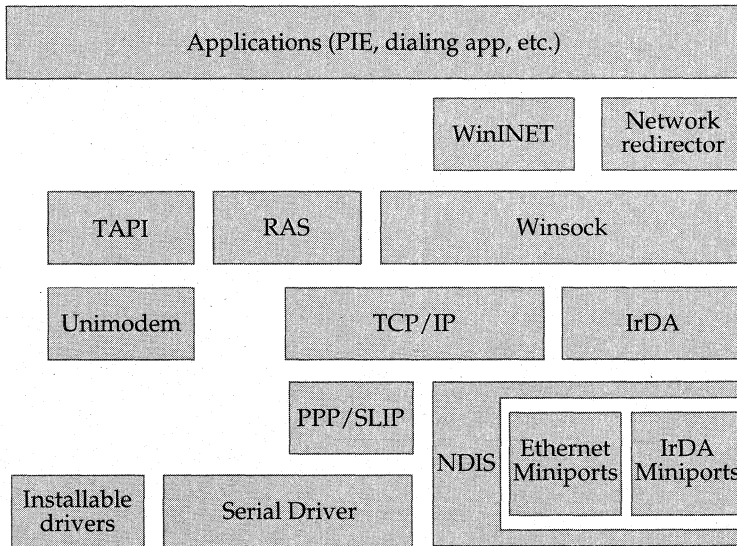 Applications (PIE, dialing app, etc.)
WinINET
Network
redirector
TAPI
RAS
Winsock
Unimodem
TCP/IP
IrDA
PPP/SLIP
NDIS
Ethernet
Miniports
IrDA
Miniports
Installable
drivers
Serial Driver